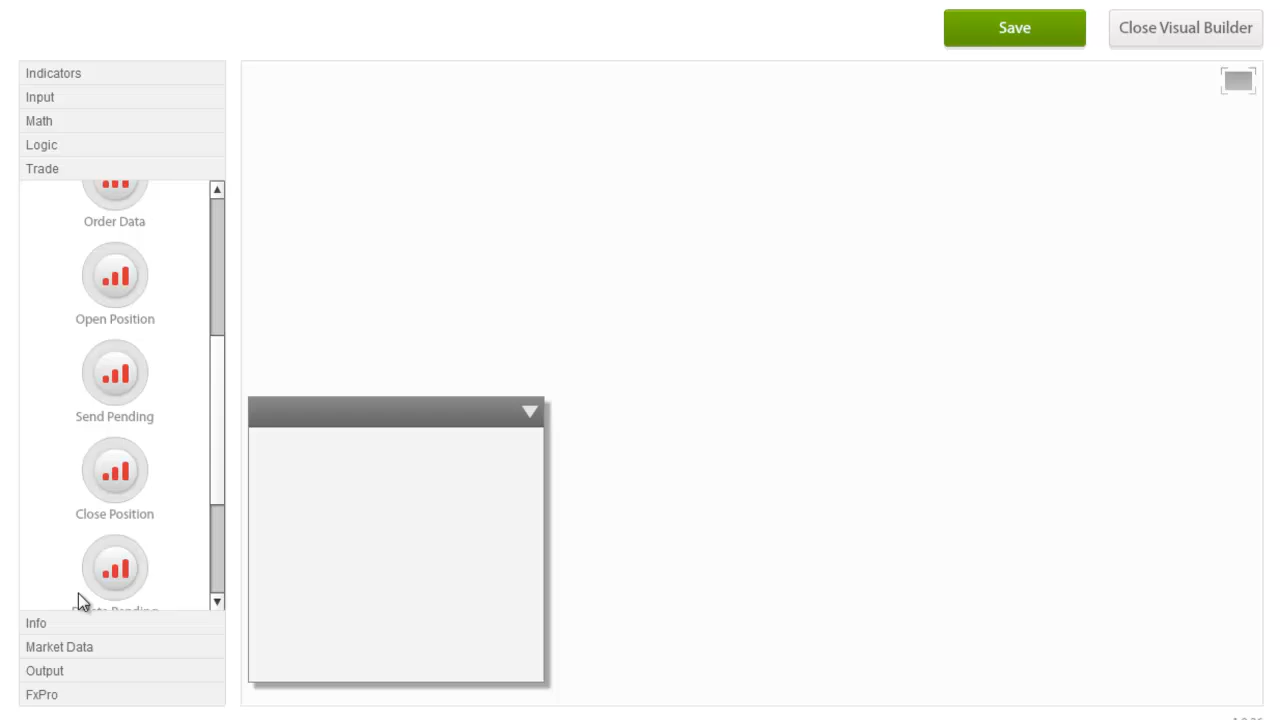 Save
Close Visual Builder
Indicators
Input
Math
Logic
Trade
Order Data
Open Position
Send Pending
Close Position
Info
Market Data
Output
FxPro